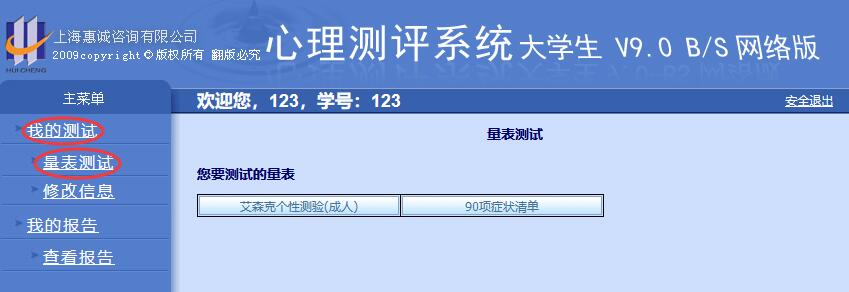 上海惠诚咨询有限公司
2009copyright © 版权所有 翻版必究
心理测评系统 大学生 V9.0 B/S 网络版
HUI CHENG
主菜单
欢迎您，123，学号：123
安全退出
我的测试
量表测试
修改信息
我的报告
查看报告
量表测试
您要测试的量表
艾森克个性测验(成人)
90项症状清单